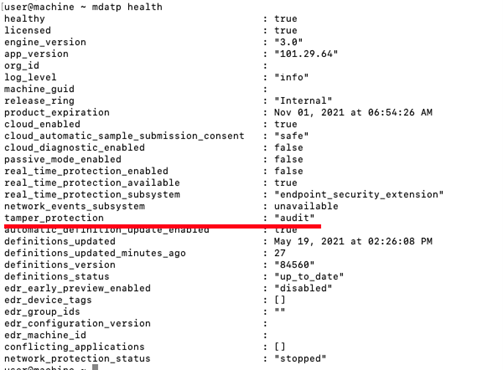 user@machine ~ mdatp health
healthy : true
licensed : true
engine_version : "3.0"
app_version : "101.29.64"
org_id :
log_level : "info"
machine_guid :
release_ring : "Internal"
product_expiration : Nov 01, 2021 at 06:54:26 AM
cloud_enabled : true
cloud_automatic_sample_submission_consent : "safe"
cloud_diagnostic_enabled : false
passive_mode_enabled : false
real_time_protection_enabled : false
real_time_protection_available : true
real_time_protection_subsystem : "endpoint_security_extension"
network_events_subsystem : unavailable
tamper_protection : "audit"
automatic_definition_update_enabled : true
definitions_updated : May 19, 2021 at 02:26:08 PM
definitions_updated_minutes_ago : 27
definitions_version : "84560"
definitions_status : "up_to_date"
edr_early_preview_enabled : "disabled"
edr_device_tags : []
edr_group_ids : ""
edr_configuration_version :
edr_machine_id :
conflicting_applications : []
network_protection_status : "stopped"
user@machine ~